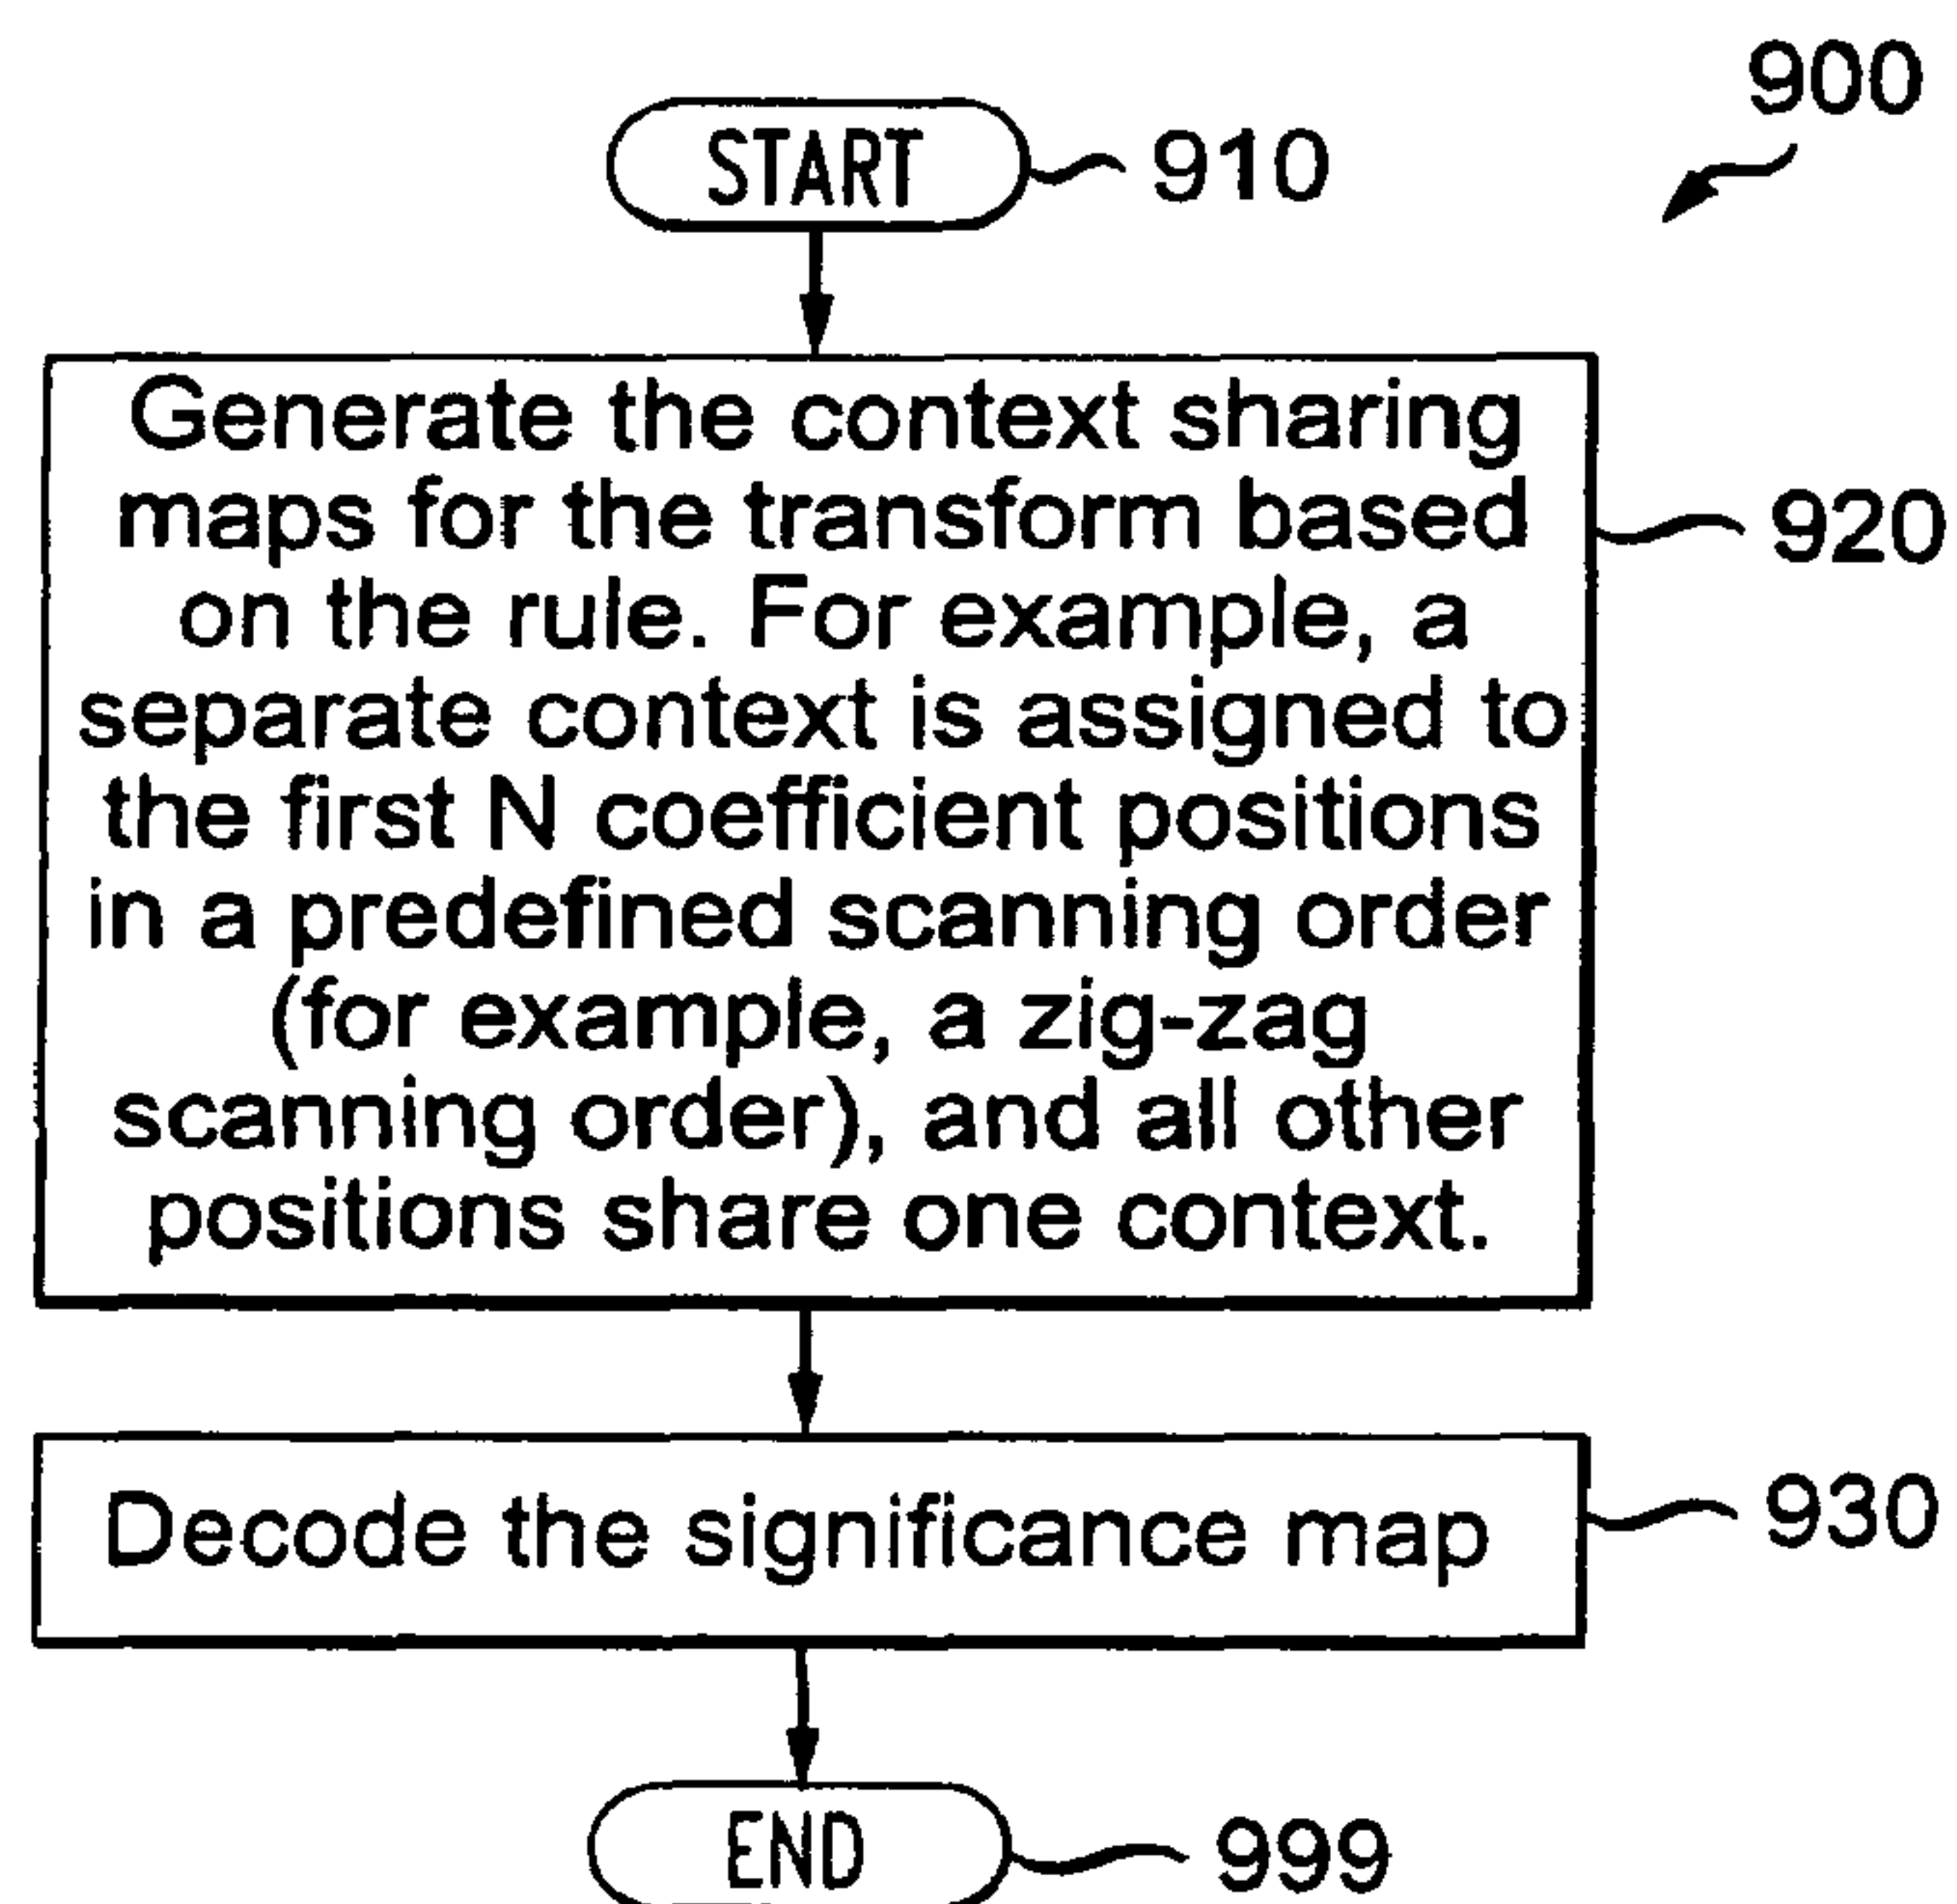 900
START
910
Generate the context sharing
maps for the transform based
on the rule. For example, a
separate context is assigned to
the first N coefficient positions
in a predefined scanning order
(for example, a zig-zag
scanning order), and all other
positions share one context.
920
Decode the significance map
930
END
999